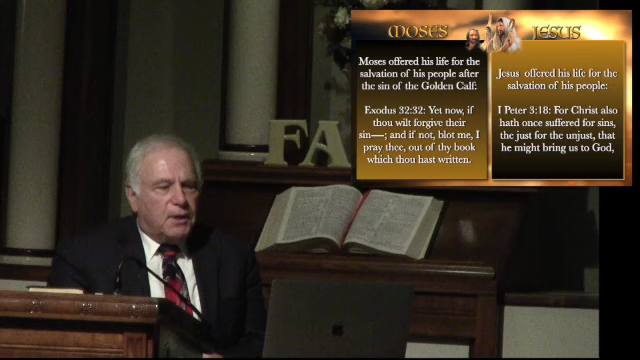 MOSES
JESUS
Moses offered his life for the
salvation of his people after
the sin of the Golden Calf:
Exodus 32:32: Yet now, if
thou wilt forgive their
sin—; and if not, blot me, I
pray thee, out of thy book
which thou hast written.
Jesus offered his life for the
salvation of his people:
I Peter 3:18: For Christ also
hath once suffered for sins,
the just for the unjust, that
he might bring us to God,
FA